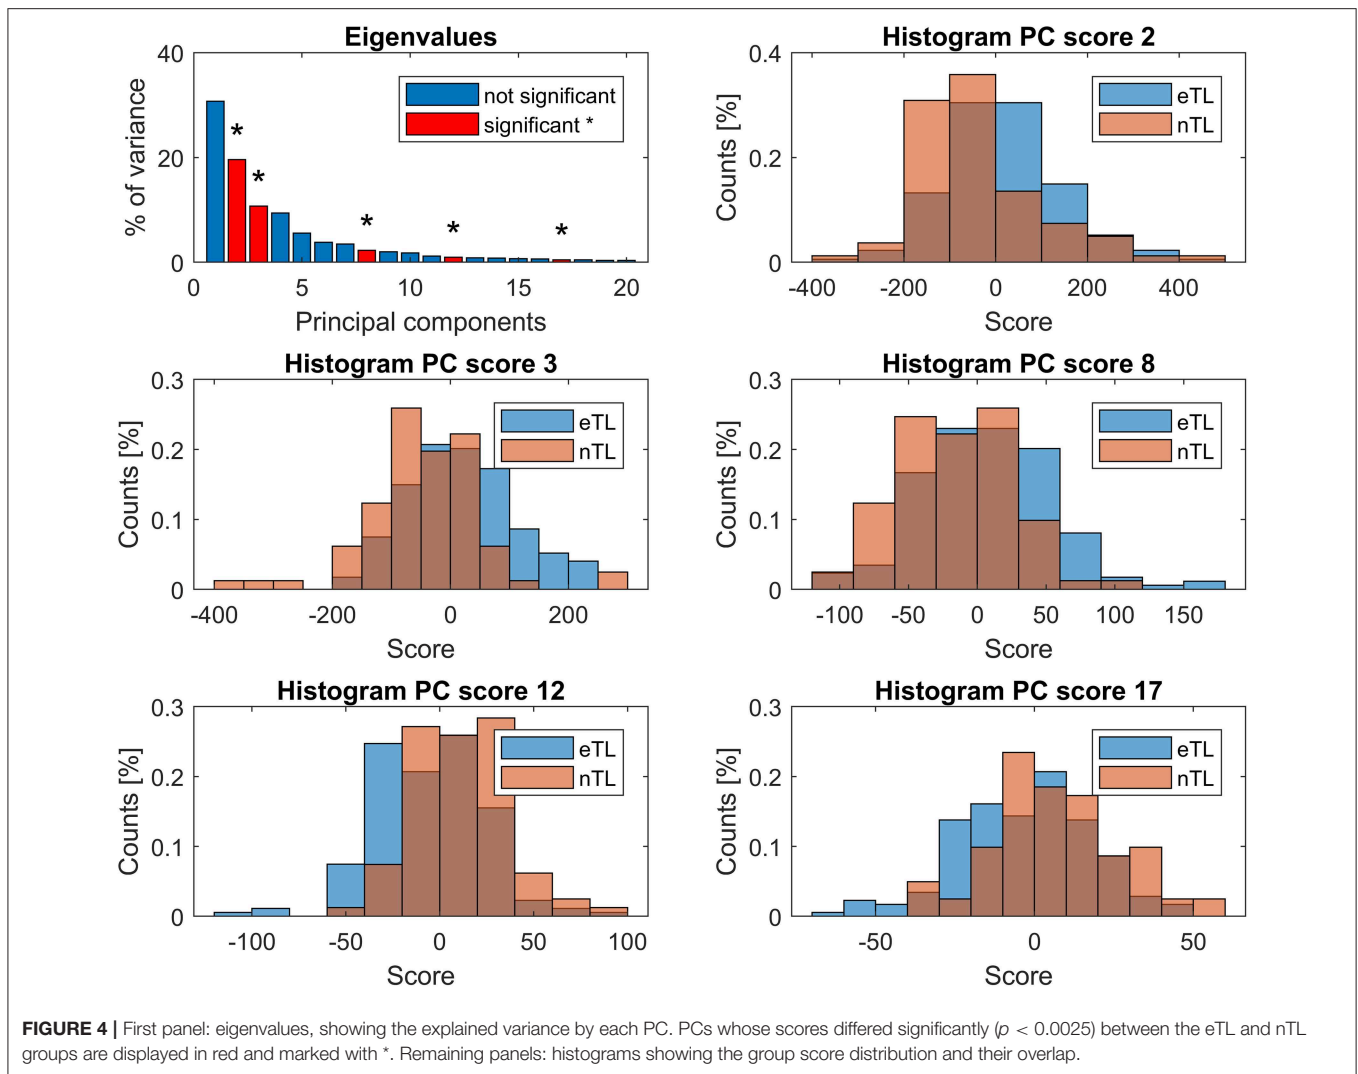 Eigenvalues
% of variance
40
20
0
not significant
significant *
*
*
*
*
*
0
5
10
15
20
Principal components
Histogram PC score 2
Counts [%]
0.4
0.2
0
eTL
nTL
-400
-200
0
200
400
Score
Histogram PC score 3
Counts [%]
0.3
0.2
0.1
0
eTL
nTL
-400
-200
0
200
Score
Histogram PC score 8
Counts [%]
0.3
0.2
0.1
0
eTL
nTL
-100
-50
0
50
100
150
Score
Histogram PC score 12
Counts [%]
0.3
0.2
0.1
0
eTL
nTL
-100
-50
0
50
100
Score
Histogram PC score 17
Counts [%]
0.3
0.2
0.1
0
eTL
nTL
-50
0
50
Score
FIGURE 4 | First panel: eigenvalues, showing the explained variance by each PC. PCs whose scores differed significantly (p < 0.0025) between the eTL and nTL
groups are displayed in red and marked with *. Remaining panels: histograms showing the group score distribution and their overlap.